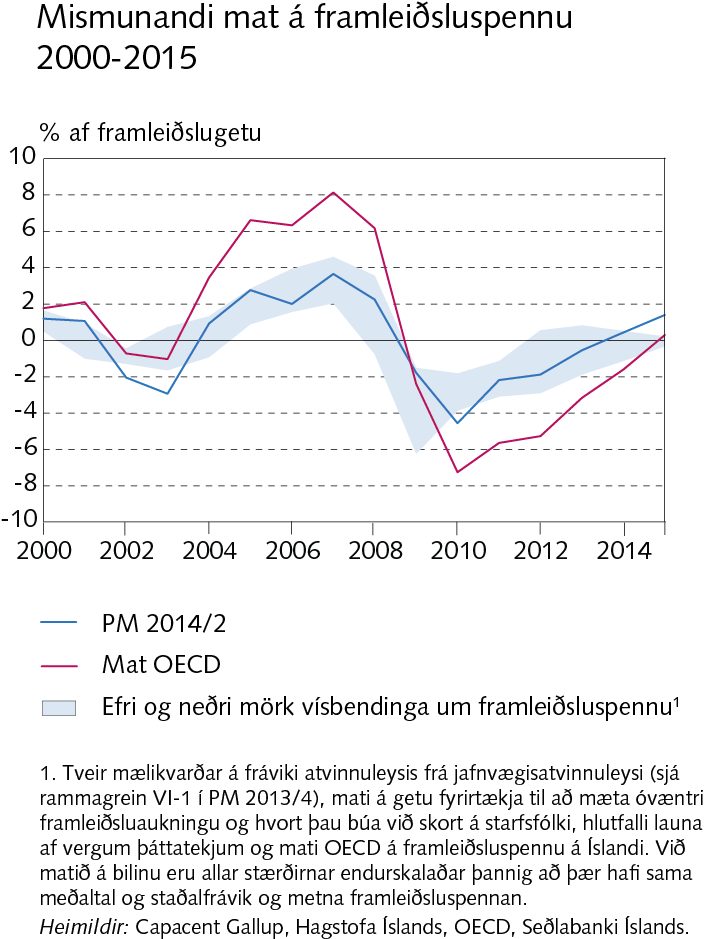 Mismunandi mat á framleiðsluspennu
2000-2015
% af framleiðslugetu
10
8
6
4
2
0
-2
-4
-6
-8
-10
2000 2002 2004 2006 2008 2010 2012 2014
PM 2014/2
Mat OECD
Efri og neðri mörk vísbendinga um framleiðsluspennu¹
1. Tveir mælikvarðar á fráviki atvinnuleysis frá jafnvægisatvinnuleysi (sjá
rammagrein VI-1 í PM 2013/4), mati á getu fyrirtækja til að mæta óvæntri
framleiðsluaukningu og hvort þau búa við skort á starfsfólki, hlutfalli launa
af vergum þáttatekjum og mati OECD á framleiðsluspennu á Íslandi. Við
matið á bilinu eru allar stærðirnar endurskalaðar þannig að þær hafi sama
meðaltal og staðalfrávik og metna framleiðsluspennan.
Heimildir: Capacent Gallup, Hagstofa Íslands, OECD, Seðlabanki Íslands.